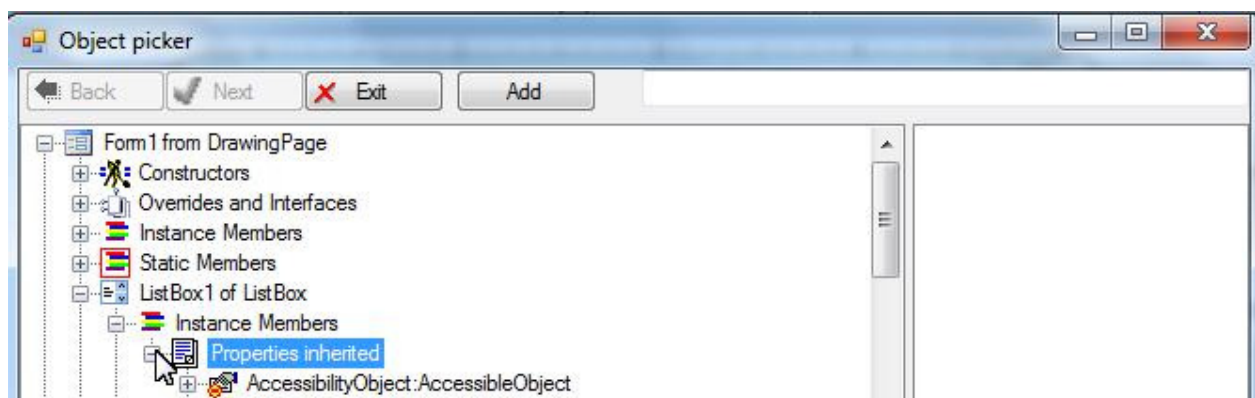 Object picker
Back Next Exit Add
Form1 from DrawingPage
Constructors
Overrides and Interfaces
Instance Members
Static Members
ListBox1 of ListBox
Instance Members
Properties inherited
AccessibilityObject:AccessibleObject